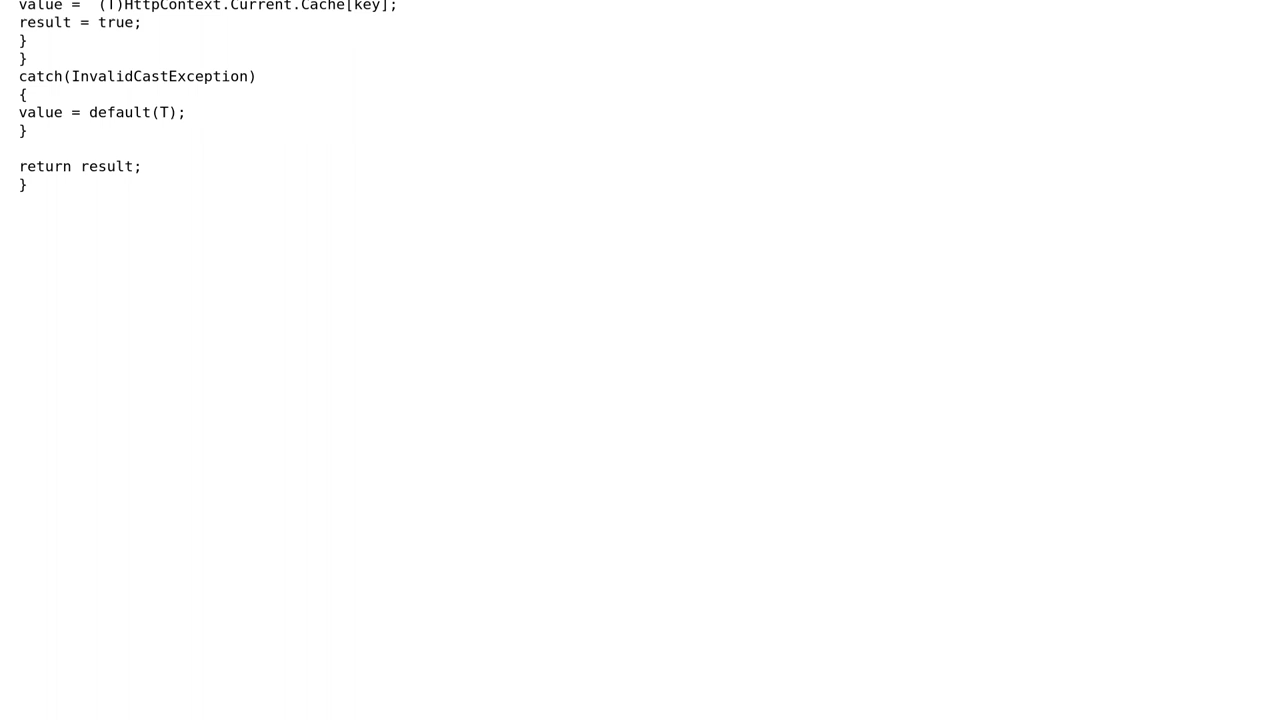 value =  (T)HttpContext.Current.Cache[key];
result = true;
}
}
catch(InvalidCastException)
{
value = default(T);
}

return result;
}